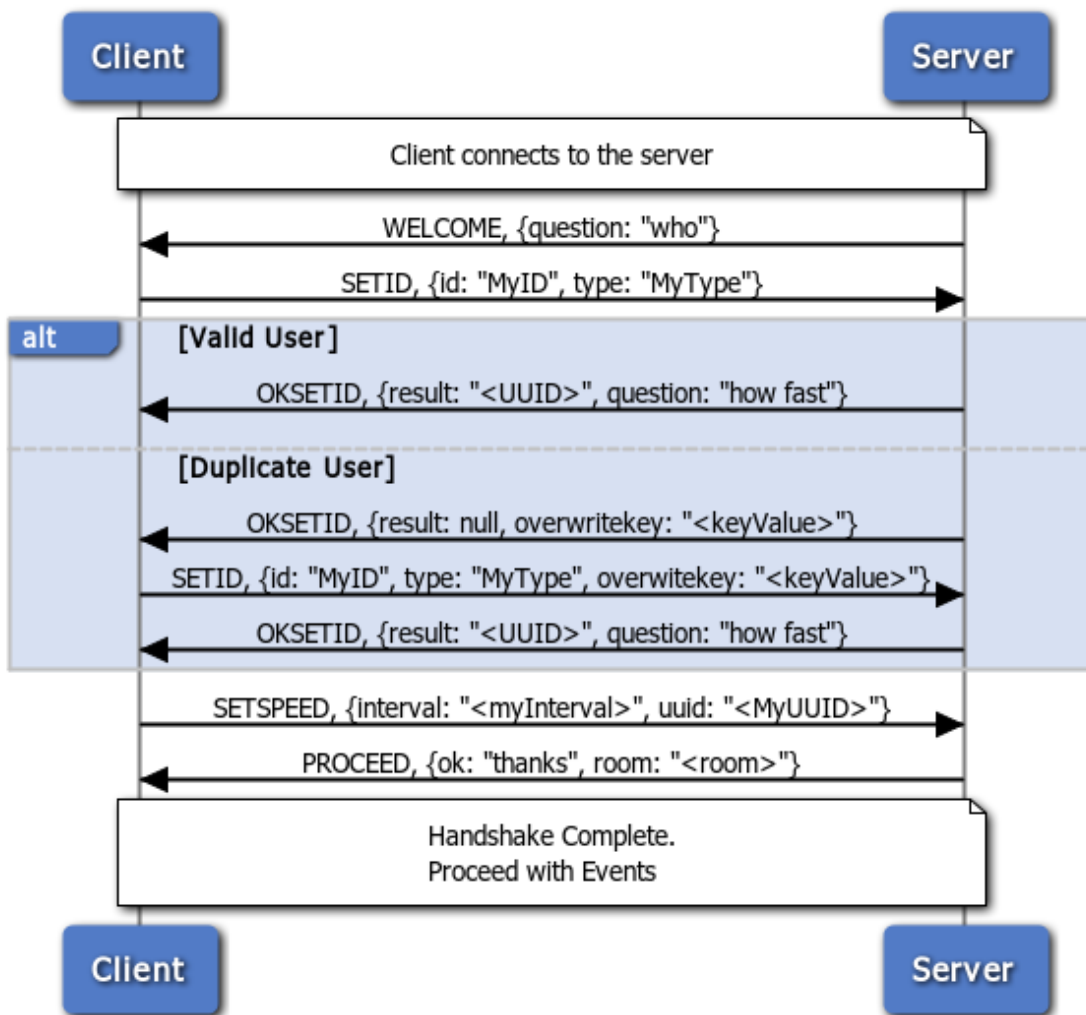 Client Server
Client connects to the server
WELCOME, {question: "who"}
SETID, {id: "MyID", type: "MyType"}
alt [Valid User]
OKSETID, {result: "<UUID>", question: "how fast"}
[Duplicate User]
OKSETID, {result: null, overwritekey: "<keyValue>"}
SETID, {id: "MyID", type: "MyType", overwitekey: "<keyValue>"}
OKSETID, {result: "<UUID>", question: "how fast"}
SETSPEED, {interval: "<myInterval>", uuid: "<MyUUID>"}
PROCEED, {ok: "thanks", room: "<room>"}
Handshake Complete.
Proceed with Events
Client Server